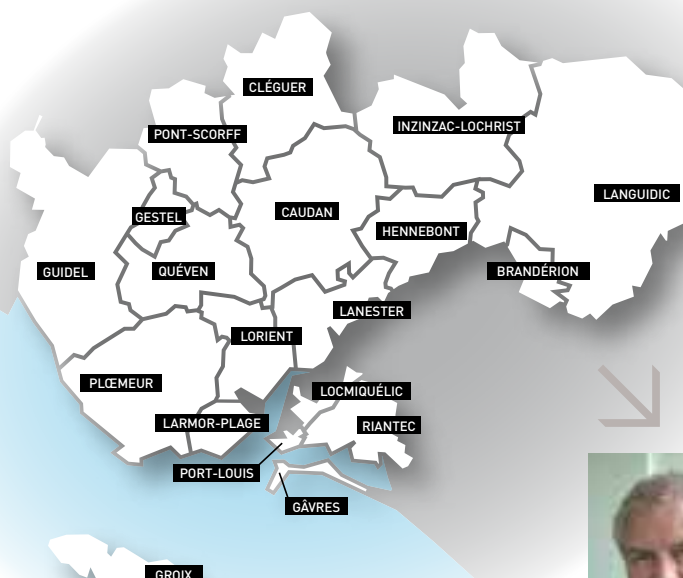 CLÉGUER
INZINZAC-LOCHRIST
PONT-SCORFF
LANGUIDIC
CAUDAN
GESTEL
HENNEBONT
GUIDEL
QUÉVEN
BRANDÉRION
LANESTER
LORIENT
PLŒMEUR
LOCMIQUÉLIC
LARMOR-PLAGE
RIANTEC
PORT-LOUIS
GÂVRES
GROIX